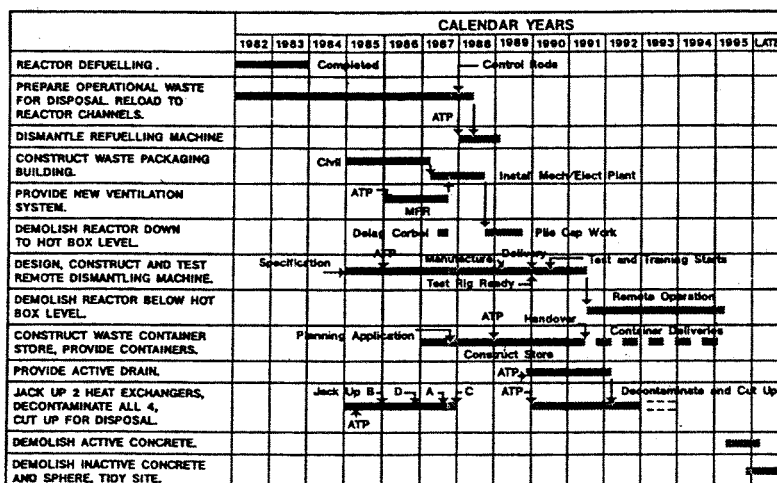 CALENDAR YEARS
1982 1983 1984 1985 1986 1987 1988 1989 1990 1991 1992 1993 1994 1995 LATE
REACTOR DEFUELLING .
Completed
Control Rods
PREPARE OPERATIONAL WASTE
FOR DISPOSAL. RELOAD TO
REACTOR CHANNELS.
ATP
DISMANTLE REFUELLING MACHINE
CONSTRUCT WASTE PACKAGING
BUILDING.
Civil
Install Mech/Elect Plant
PROVIDE NEW VENTILATION
SYSTEM.
ATP
MFR
DEMOLISH REACTOR DOWN
TO HOT BOX LEVEL.
Delag Corbel
Pile Cap Work
DESIGN, CONSTRUCT AND TEST
REMOTE DISMANTLING MACHINE.
Specification
ATP
Manufacture
Delivery
Test and Training Starts
Test Rig Ready
DEMOLISH REACTOR BELOW HOT
BOX LEVEL.
Remote Operation
CONSTRUCT WASTE CONTAINER
STORE, PROVIDE CONTAINERS.
Planning Application
ATP
Handover
Container Deliveries
Construct Store
PROVIDE ACTIVE DRAIN.
ATP
JACK UP 2 HEAT EXCHANGERS,
DECONTAMINATE ALL 4,
CUT UP FOR DISPOSAL.
Jack Up B D A C
ATP
ATP
Decontaminate and Cut Up
DEMOLISH ACTIVE CONCRETE.
DEMOLISH INACTIVE CONCRETE
AND SPHERE, TIDY SITE.